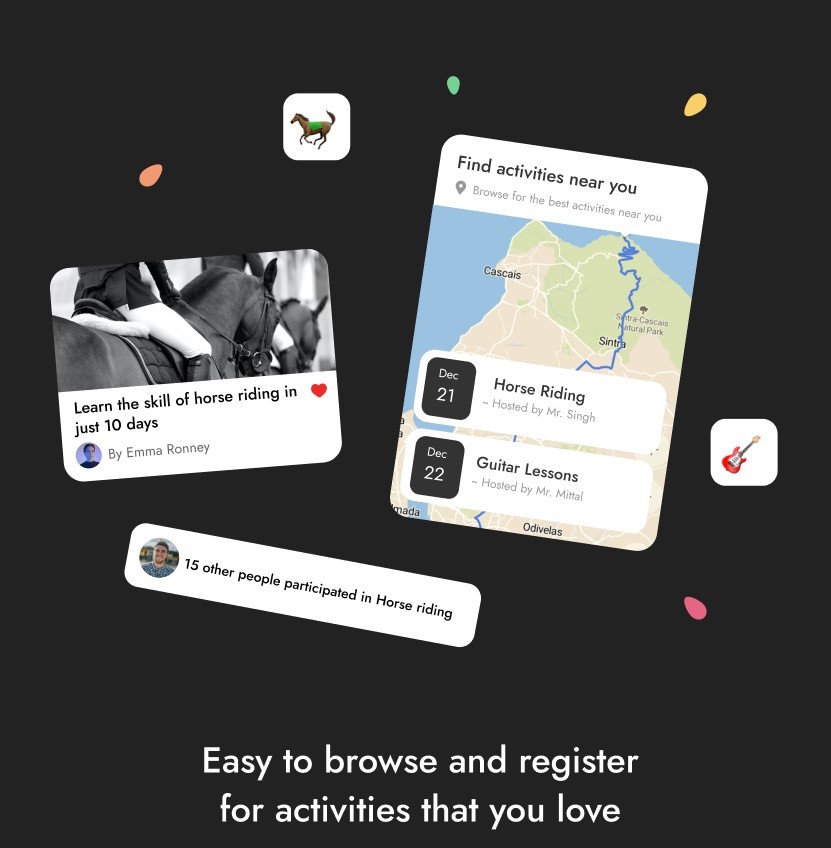 Find activities near you
Browse for the best activities near you
Cascais
Sintra-Cascais
Natural Park
Sintra
Dec
21
Horse Riding
~ Hosted by Mr. Singh
Dec
22
Guitar Lessons
~ Hosted by Mr. Mittal
Odivelas
Learn the skill of horse riding in
just 10 days
By Emma Ronney
15 other people participated in Horse riding
Easy to browse and register
for activities that you love